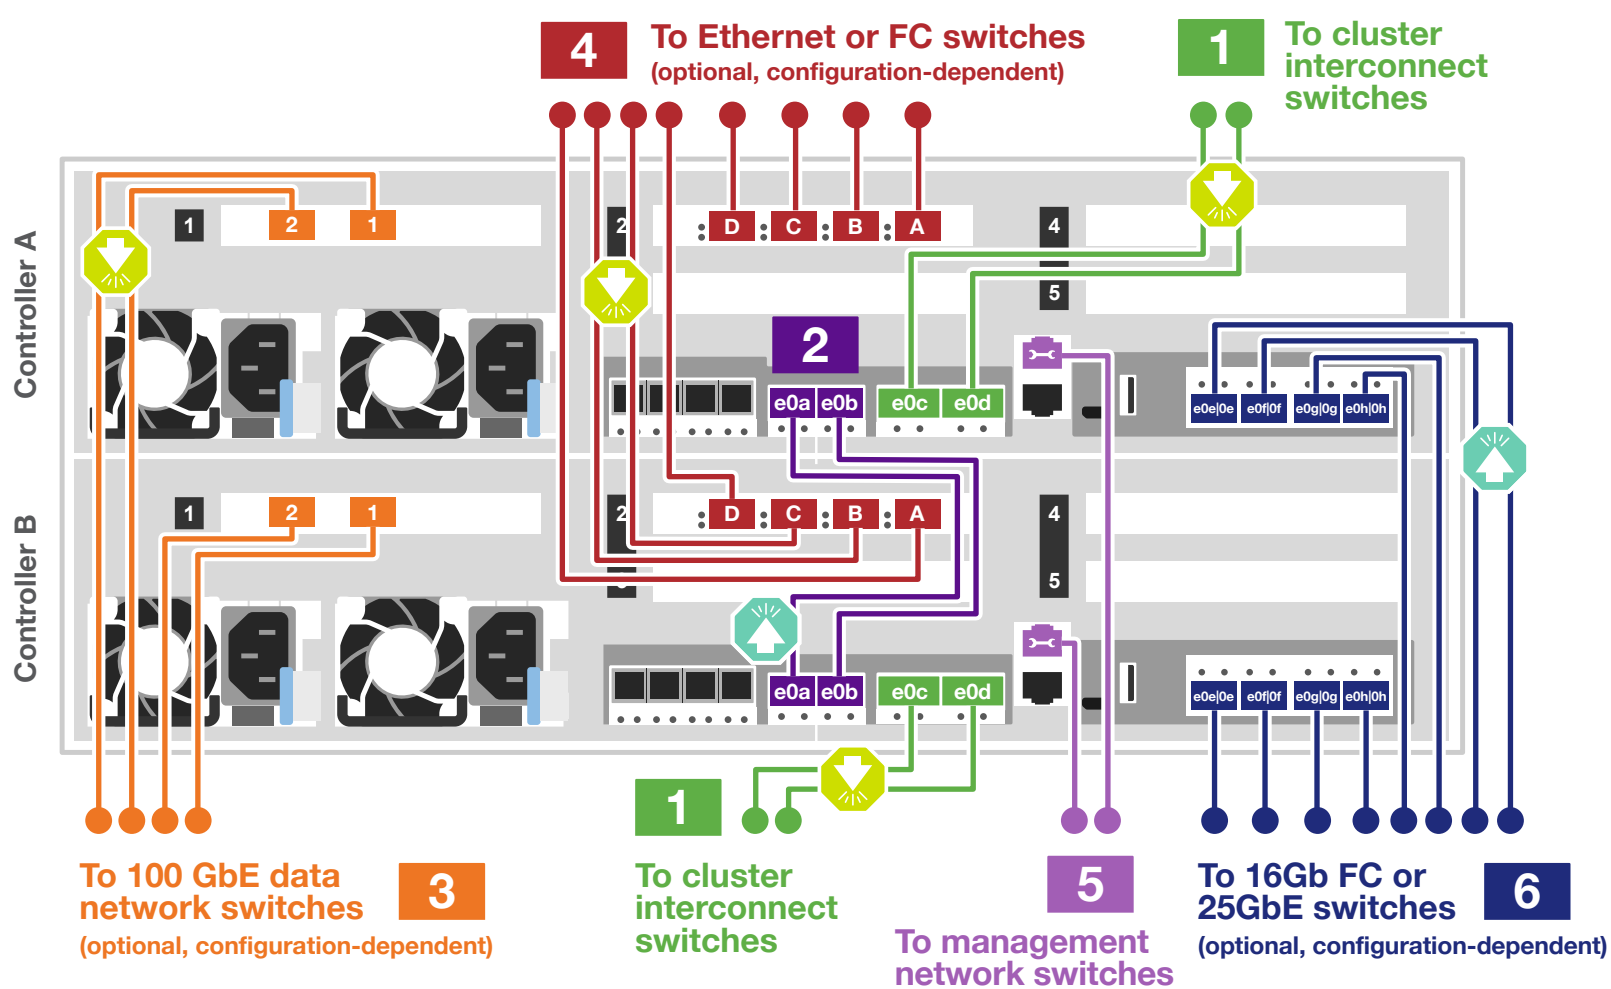 4
To Ethernet or FC switches
(optional, configuration-dependent)
1
To cluster
interconnect
switches
Controller A
1
2
1
2
D
C
B
A
4
5
2
e0a
e0b
e0c
e0d
e0e|0e
e0f|0f
e0g|0g
e0h|0h
Controller B
1
2
1
2
D
C
B
A
4
5
e0a
e0b
e0c
e0d
e0e|0e
e0f|0f
e0g|0g
e0h|0h
To 100 GbE data
network switches
(optional, configuration-dependent)
3
1
To cluster
interconnect
switches
5
To management
network switches
To 16Gb FC or
25GbE switches
(optional, configuration-dependent)
6